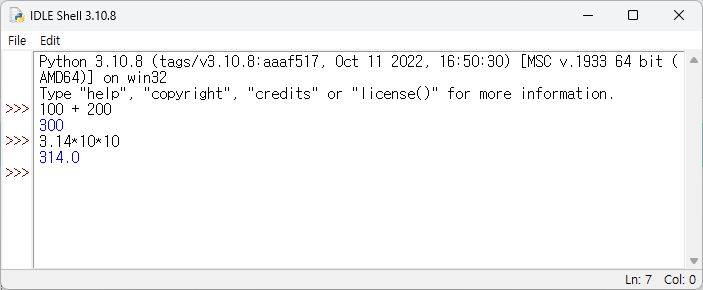 IDLE Shell 3.10.8
File Edit
Python 3.10.8 (tags/v3.10.8:aaaf517, Oct 11 2022, 16:50:30) [MSC v.1933 64 bit (
AMD64)] on win32
Type "help", "copyright", "credits" or "license()" for more information.
>>> 100 + 200
300
>>> 3.14*10*10
314.0
>>>
Ln: 7 Col: 0